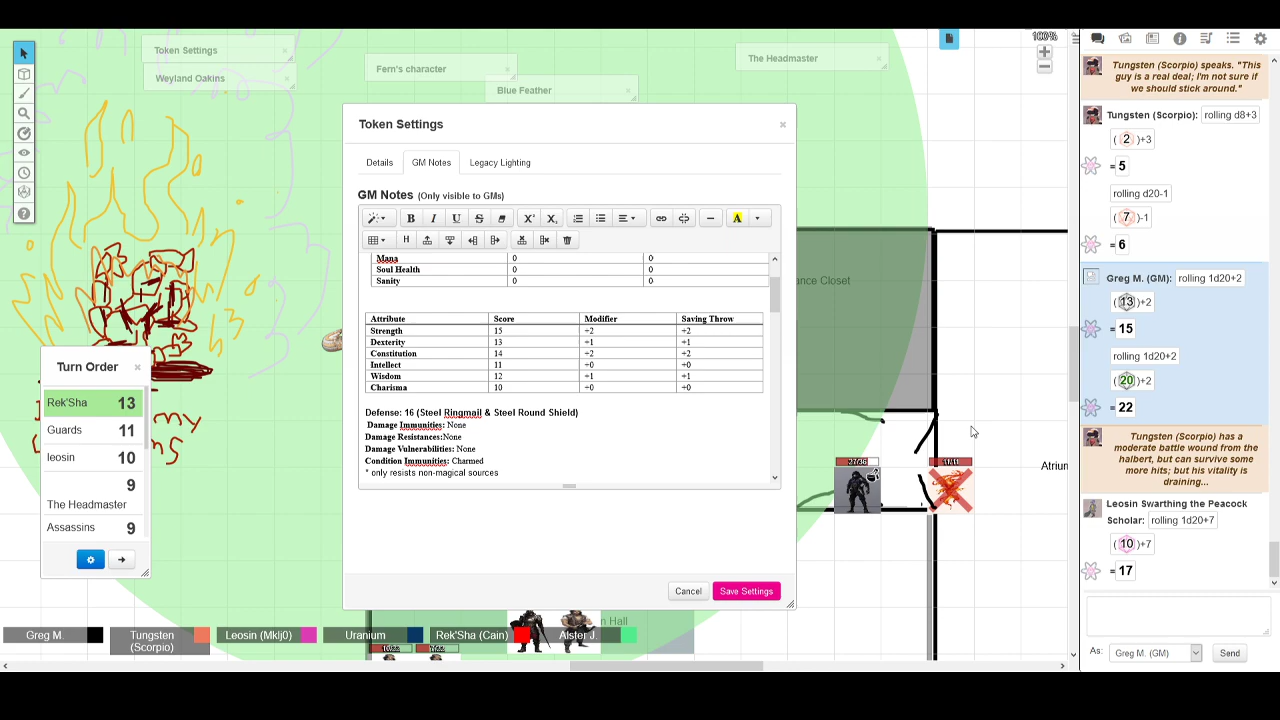 Token Settings
Weyland Oakins
Fern's character
Blue Feather
The Headmaster
100%
Token Settings
Details GM Notes Legacy Lighting
GM Notes (Only visible to GMs)
B I U S X² X, A
H
Mana 0 0
Soul Health 0 0
Sanity 0 0
Attribute Score Modifier Saving Throw
Strength 15 +2 +2
Dexterity 13 +1 +1
Constitution 14 +2 +2
Intellect 11 +0 +0
Wisdom 12 +1 +1
Charisma 10 +0 +0
Defense: 16 (Steel Ringmail & Steel Round Shield)
Damage Immunities: None
Damage Resistances:None
Damage Vulnerabilities: None
Condition Immunities: Charmed
* only resists non-magical sources
Cancel Save Settings
Turn Order
Rek'Sha 13
Guards 11
leosin 10
9
The Headmaster
Assassins 9
ance Closet
Atrium
27/36
11/11
n Hall
Greg M.
Tungsten
(Scorpio)
Leosin (Mklj0)
Uranium
Rek'Sha (Cain)
Alster J.
Tungsten (Scorpio) speaks. "This
guy is a real deal; I'm not sure if
we should stick around."
Tungsten (Scorpio): rolling d8+3
( 2 )+3
= 5
rolling d20-1
( 7 )-1
= 6
Greg M. (GM): rolling 1d20+2
( 13 )+2
= 15
rolling 1d20+2
( 20 )+2
= 22
Tungsten (Scorpio) has a
moderate battle wound from the
halberd, but can survive some
more hits; but his vitality is
draining...
Leosin Swarthing the Peacock
Scholar: rolling 1d20+7
( 10 )+7
= 17
As: Greg M. (GM) Send